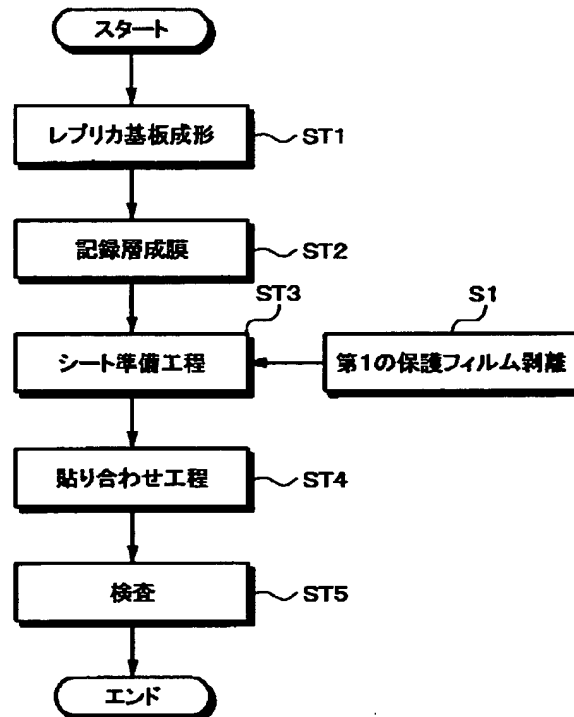 スタート
レプリカ基板成形
ST1
記録層成膜
ST2
ST3
S1
シート準備工程
第1の保護フィルム剥離
貼り合わせ工程
ST4
検査
ST5
エンド